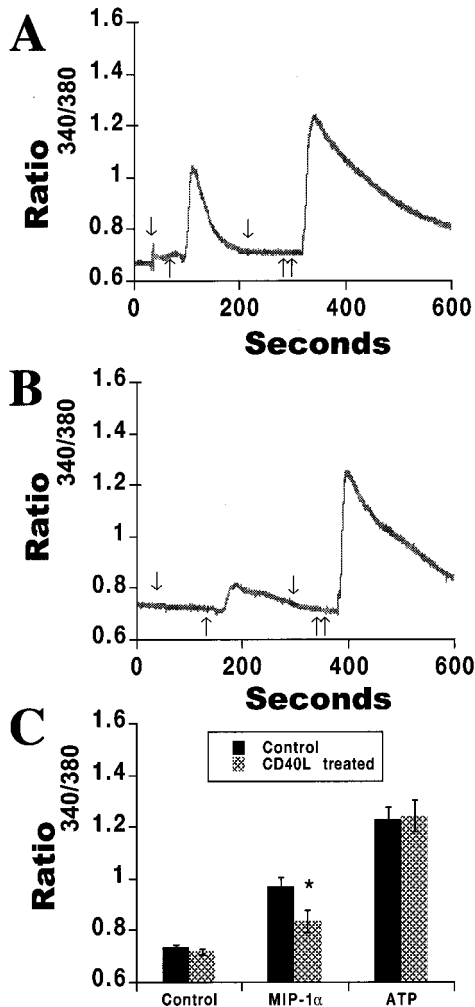 A
1.6
1.4
1.2
1
0.8
0.6
Ratio 340/380
0 200 400 600
Seconds
B
1.6
1.4
1.2
1
0.8
0.6
Ratio 340/380
0 200 400 600
Seconds
C
1.6
1.4
1.2
1
0.8
0.6
Ratio 340/380
Control
CD40L treated
*
Control MIP-1α ATP